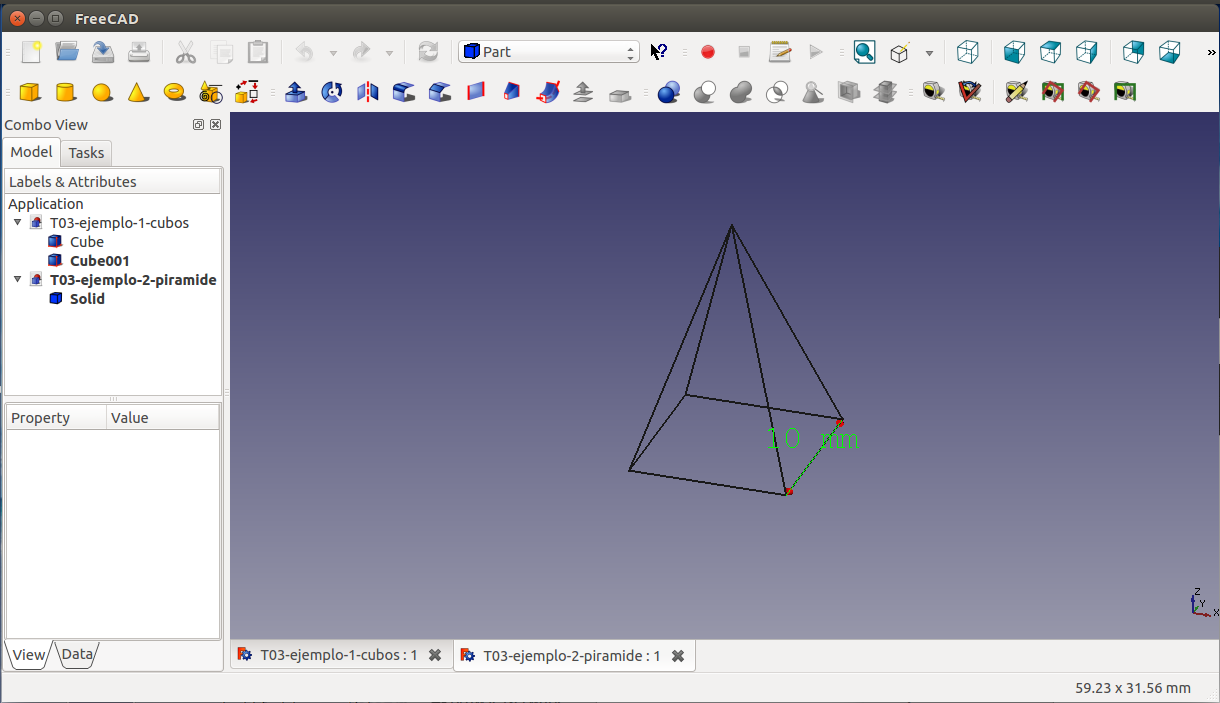 FreeCAD
Part
»
Combo View
Model Tasks
Labels & Attributes
Application
T03-ejemplo-1-cubos
Cube
Cube001
T03-ejemplo-2-piramide
Solid
Property Value
10 mm
Z
Y
X
View Data
T03-ejemplo-1-cubos : 1
T03-ejemplo-2-piramide : 1
59.23 x 31.56 mm